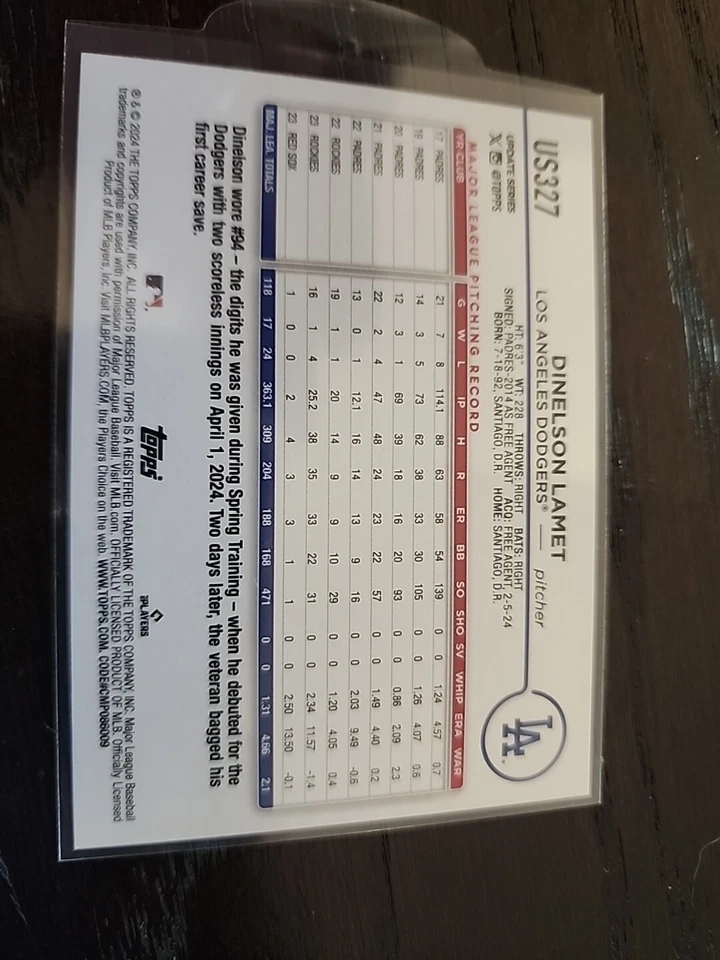 US327
DINELSON LAMET
LOS ANGELES DODGERS® — pitcher
LA
UPDATE SERIES
@TOPPS
HT: 6'3" WT: 228 THROWS: RIGHT BATS: RIGHT
SIGNED: PADRES-2014 AS FREE AGENT ACQ: FREE AGENT, 2-5-24
BORN: 7-18-92, SANTIAGO, D.R. HOME: SANTIAGO, D.R.
MAJOR LEAGUE PITCHING RECORD
YR CLUB G W L IP H R ER BB SO SHO SV WHIP ERA WAR
17 PADRES 21 7 8 114.1 88 63 58 54 139 0 0 1.24 4.57 0.7
19 PADRES 14 3 5 73 62 38 33 30 105 0 0 1.26 4.07 0.6
20 PADRES 12 3 1 69 39 18 16 20 93 0 0 0.86 2.09 2.3
21 PADRES 22 2 4 47 48 24 23 22 57 0 0 1.49 4.40 0.2
22 PADRES 13 0 1 12.1 16 14 13 9 16 0 0 2.03 9.49 -0.6
22 ROCKIES 19 1 1 20 14 9 9 10 29 0 0 1.20 4.05 0.4
23 ROCKIES 16 1 4 25.2 38 35 33 22 31 0 0 2.34 11.57 -1.4
23 RED SOX 1 0 0 2 4 3 3 1 1 0 0 2.50 13.50 -0.1
MAJ. LEA. TOTALS 118 17 24 363.1 309 204 188 168 471 0 0 1.31 4.66 2.1
Dinelson wore #94 – the digits he was given during Spring Training – when he debuted for the
Dodgers with two scoreless innings on April 1, 2024. Two days later, the veteran bagged his
first career save.
topps
PLAYERS
® & © 2024 THE TOPPS COMPANY, INC. ALL RIGHTS RESERVED. TOPPS IS A REGISTERED TRADEMARK OF THE TOPPS COMPANY, INC. Major League Baseball
trademarks and copyrights are used with permission of Major League Baseball. Visit MLB.com. OFFICIALLY LICENSED PRODUCT OF MLB. Officially Licensed
Product of MLB Players, Inc. Visit MLBPLAYERS.COM, the Players Choice on the web. WWW.TOPPS.COM. CODE#CMP086009